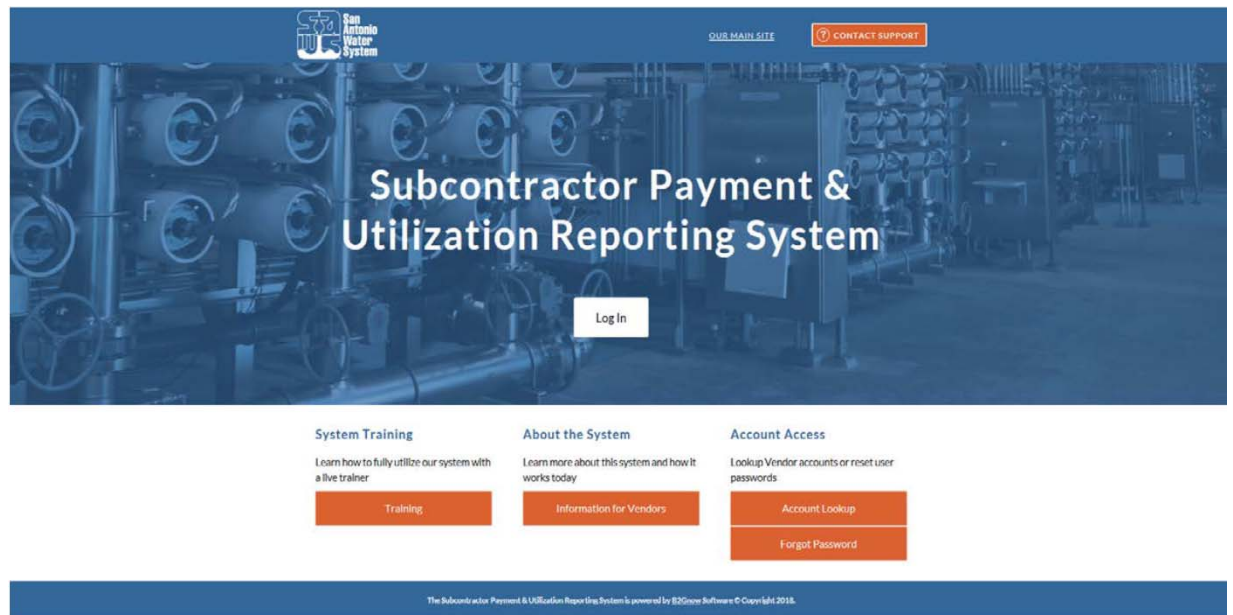 San
Antonio
Water
System
OUR MAIN SITE
? CONTACT SUPPORT
Subcontractor Payment &
Utilization Reporting System
Log In
System Training
Learn how to fully utilize our system with
a live trainer
Training
About the System
Learn more about this system and how it
works today
Information for Vendors
Account Access
Lookup Vendor accounts or reset user
passwords
Account Lookup
Forgot Password
The Subcontractor Payment & Utilization Reporting System is powered by B2Gnow Software © Copyright 2018.